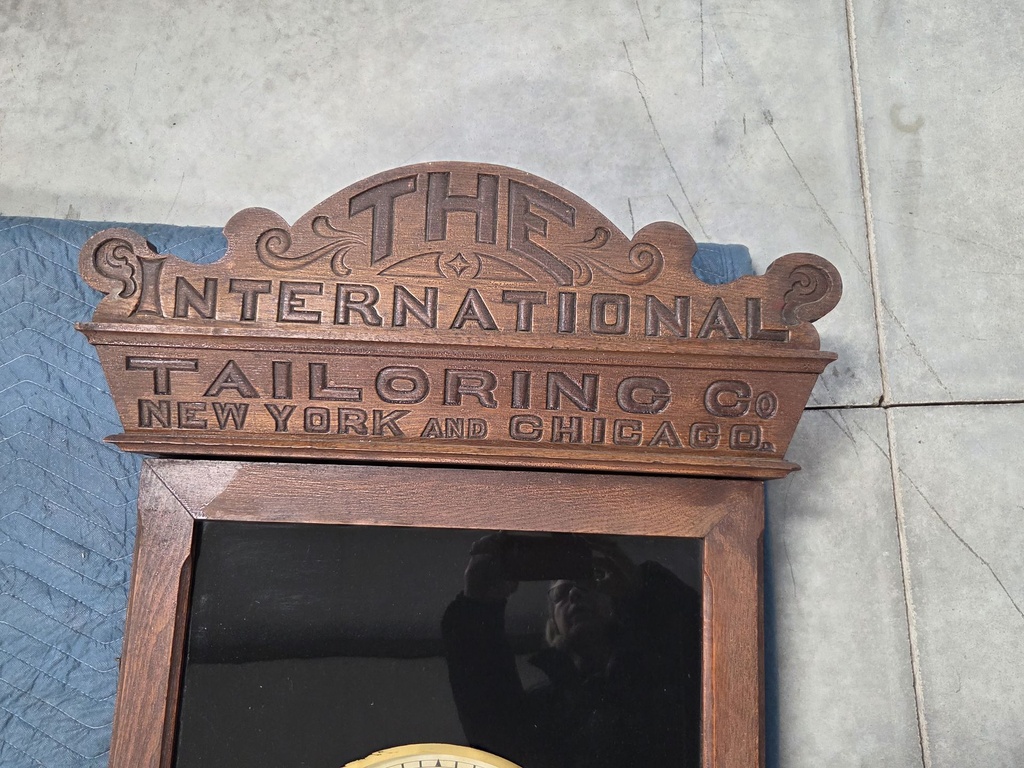 THE
INTERNATIONAL
TAILORING CO
NEW YORK AND CHICAGO.